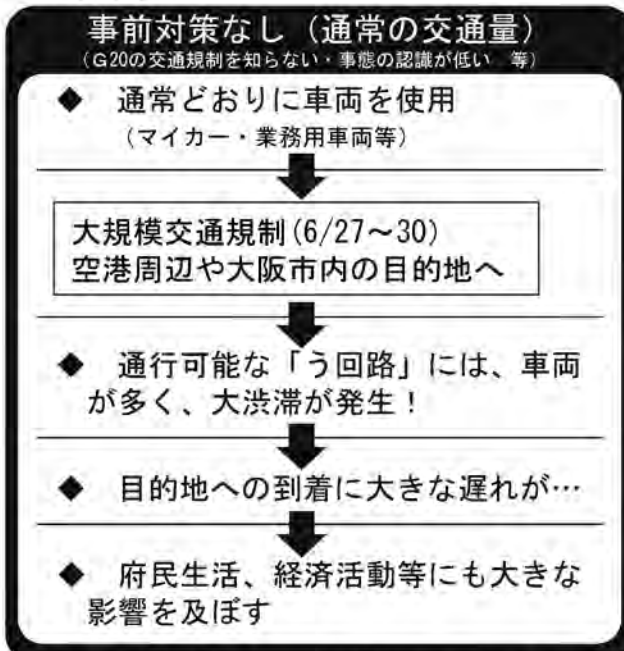 事前対策なし（通常の交通量）
（G20の交通規制を知らない・事態の認識が低い　等）
◆　通常どおりに車両を使用
（マイカー・業務用車両等）
大規模交通規制(6/27～30)
空港周辺や大阪市内の目的地へ
◆　通行可能な「う回路」には、車両
が多く、大渋滞が発生！
◆　目的地への到着に大きな遅れが…
◆　府民生活、経済活動等にも大きな
影響を及ぼす